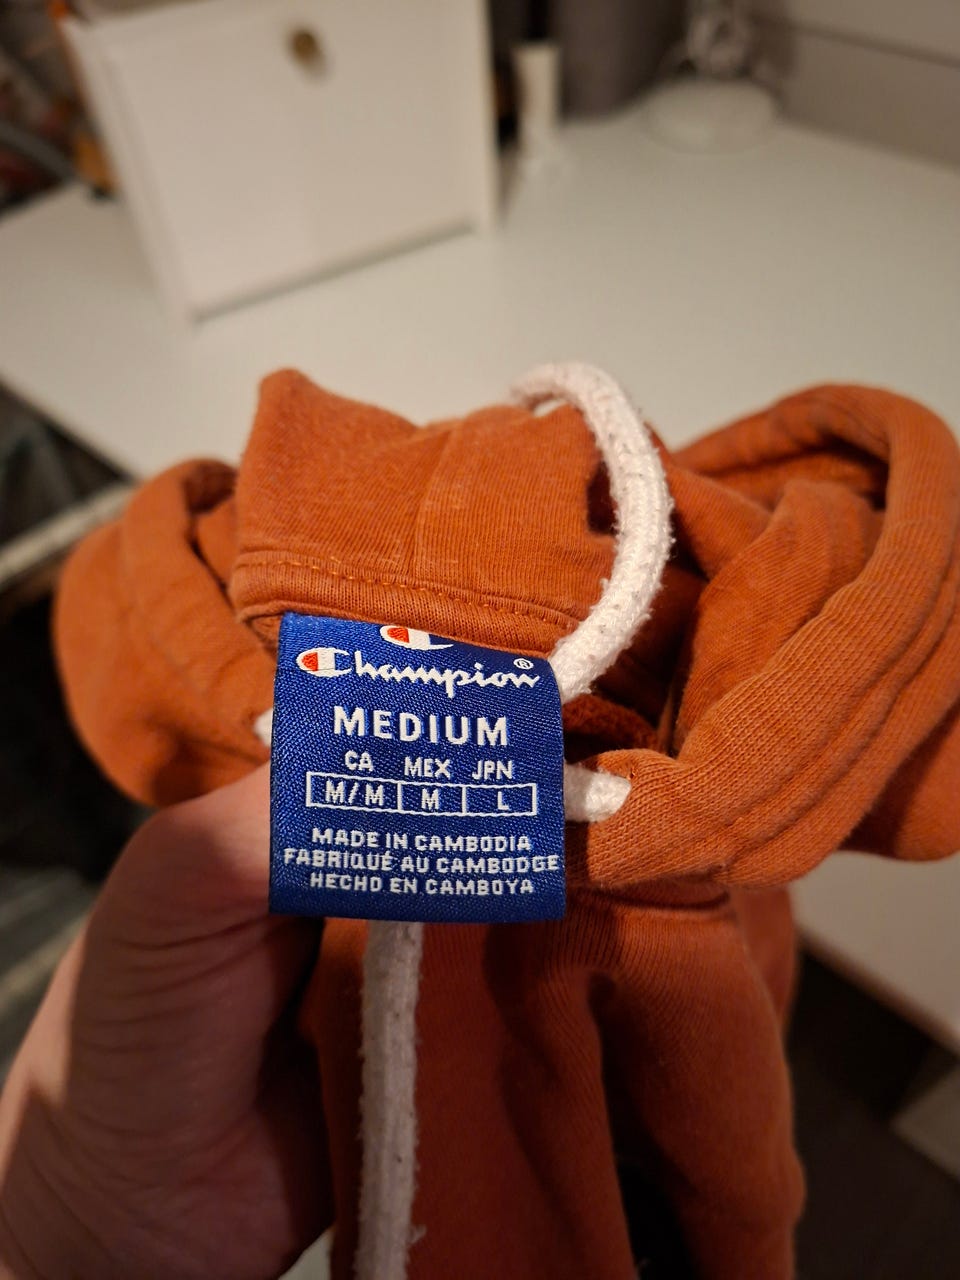 Champion®
MEDIUM
CA MEX JPN
M/M M L
MADE IN CAMBODIA
FABRIQUÉ AU CAMBODGE
HECHO EN CAMBOYA